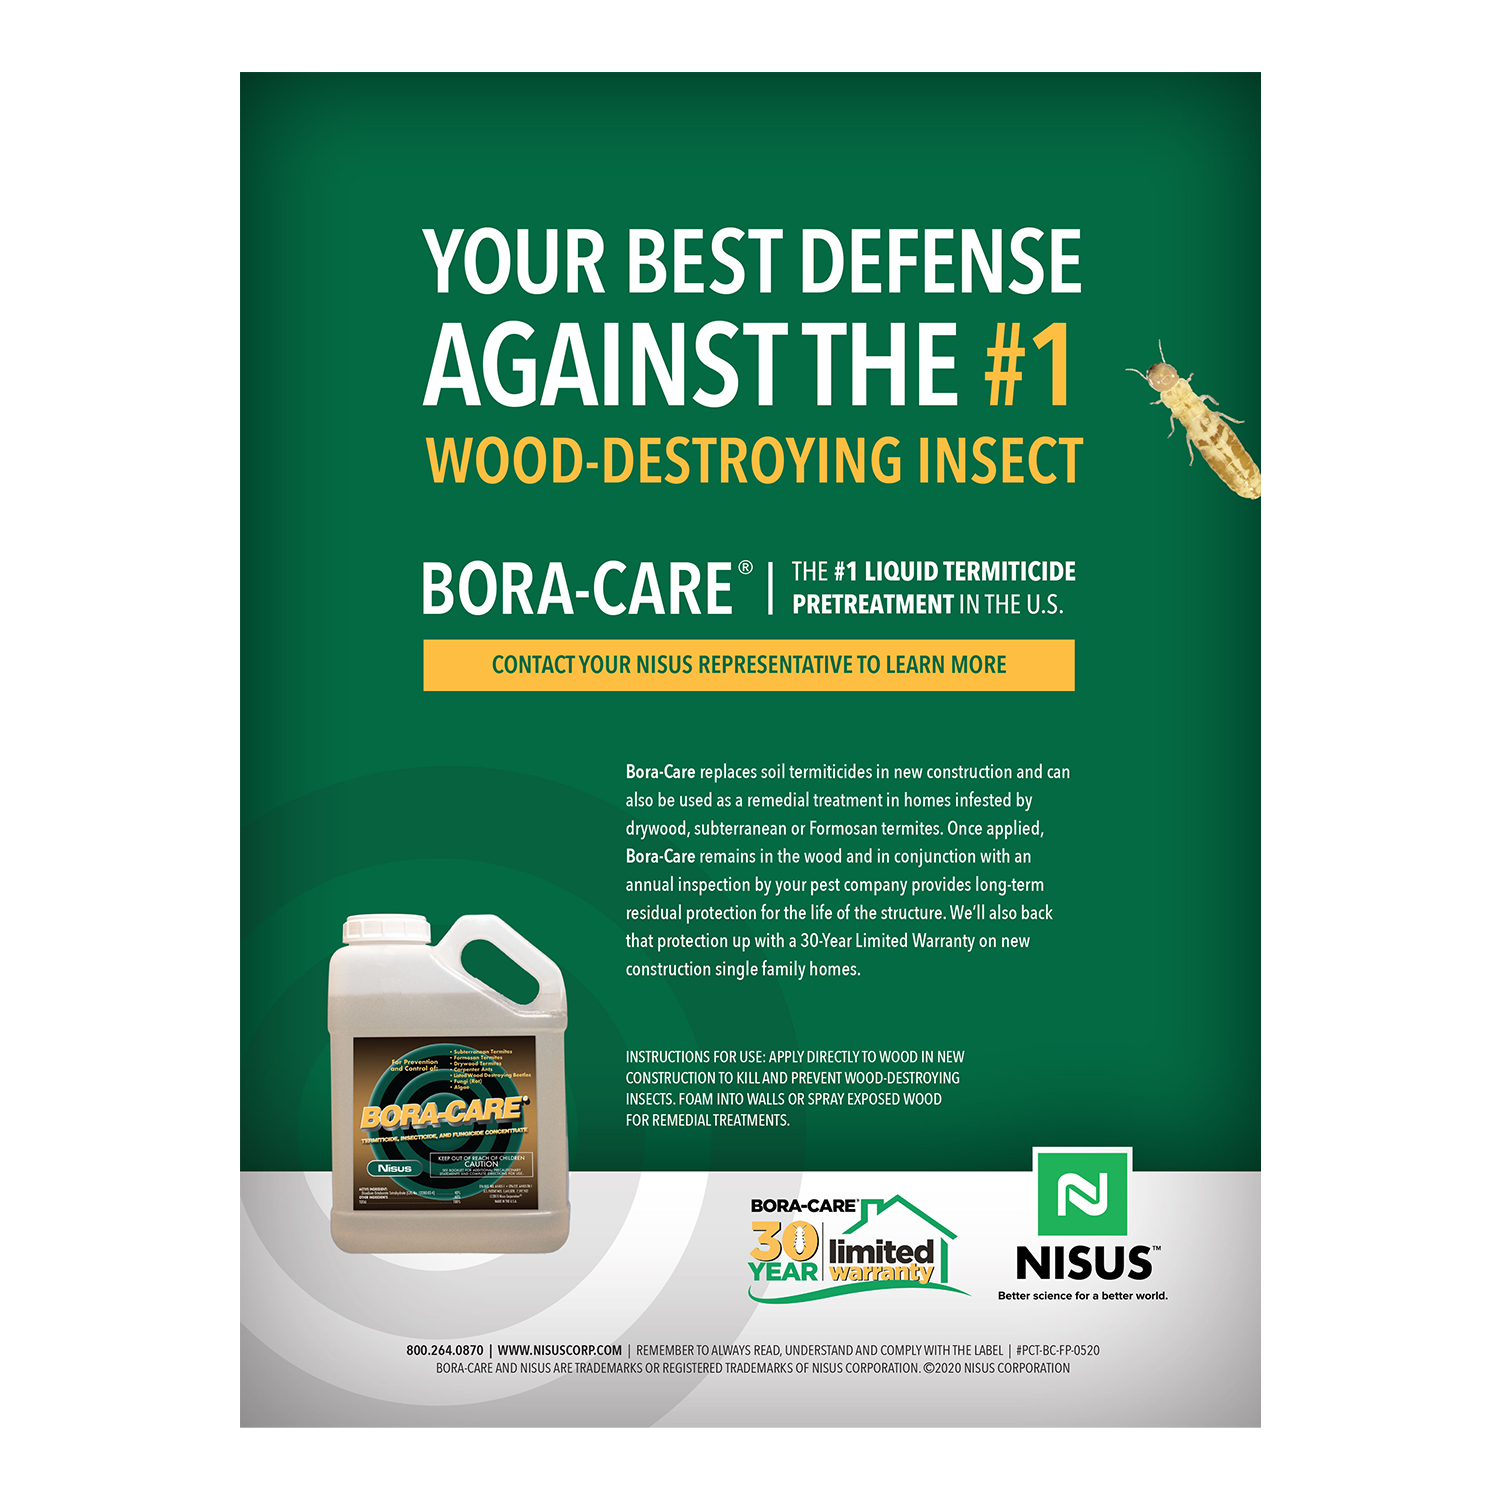 YOUR BEST DEFENSE
AGAINST THE #1
WOOD-DESTROYING INSECT
BORA-CARE® | THE #1 LIQUID TERMITICIDE
PRETREATMENT IN THE U.S.
CONTACT YOUR NISUS REPRESENTATIVE TO LEARN MORE
Bora-Care replaces soil termiticides in new construction and can
also be used as a remedial treatment in homes infested by
drywood, subterranean or Formosan termites. Once applied,
Bora-Care remains in the wood and in conjunction with an
annual inspection by your pest company provides long-term
residual protection for the life of the structure. We'll also back
that protection up with a 30-Year Limited Warranty on new
construction single family homes.
INSTRUCTIONS FOR USE: APPLY DIRECTLY TO WOOD IN NEW
CONSTRUCTION TO KILL AND PREVENT WOOD-DESTROYING
INSECTS. FOAM INTO WALLS OR SPRAY EXPOSED WOOD
FOR REMEDIAL TREATMENTS.
For Prevention
and Control of:
• Subterranean Termites
• Formosan Termites
• Drywood Termites
• Carpenter Ants
• Listed Wood-Destroying Beetles
• Fungi (Rot)
• Algae
BORA-CARE®
TERMITICIDE, INSECTICIDE, AND FUNGICIDE CONCENTRATE
Nisus
KEEP OUT OF REACH OF CHILDREN
CAUTION
BORA-CARE®
30
YEAR
limited
warranty
N
NISUS™
Better science for a better world.
800.264.0870 | WWW.NISUSCORP.COM | REMEMBER TO ALWAYS READ, UNDERSTAND AND COMPLY WITH THE LABEL | #PCT-BC-FP-0520
BORA-CARE AND NISUS ARE TRADEMARKS OR REGISTERED TRADEMARKS OF NISUS CORPORATION. ©2020 NISUS CORPORATION